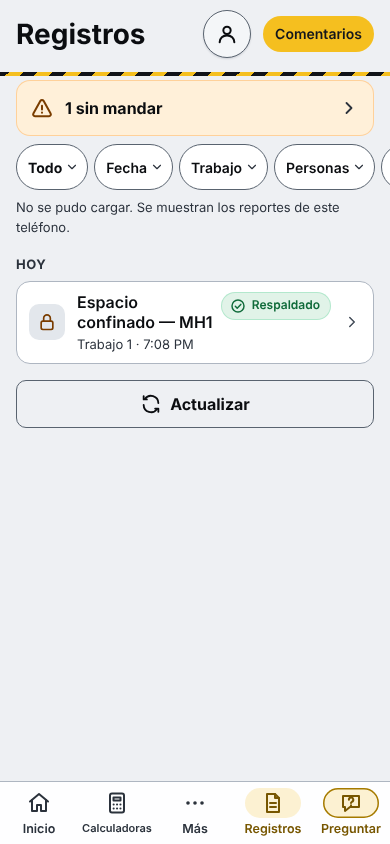 Registros
Comentarios
1 sin mandar
Todo
Fecha
Trabajo
Personas
No se pudo cargar. Se muestran los reportes de este
teléfono.
HOY
Espacio
confinado — MH1
Respaldado
Trabajo 1 · 7:08 PM
Actualizar
Inicio
Calculadoras
Más
Registros
Preguntar